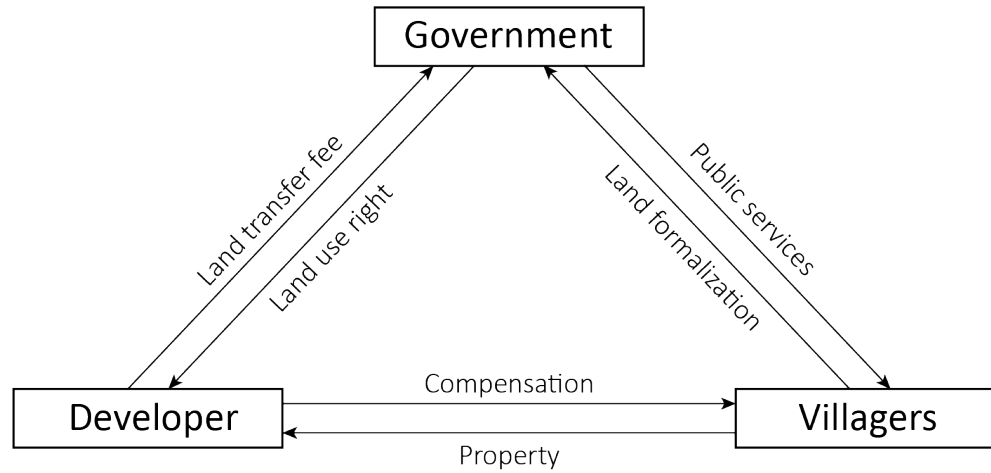 Government
Land transfer fee
Land use right
Land formalization
Public services
Developer
Compensation
Villagers
Property